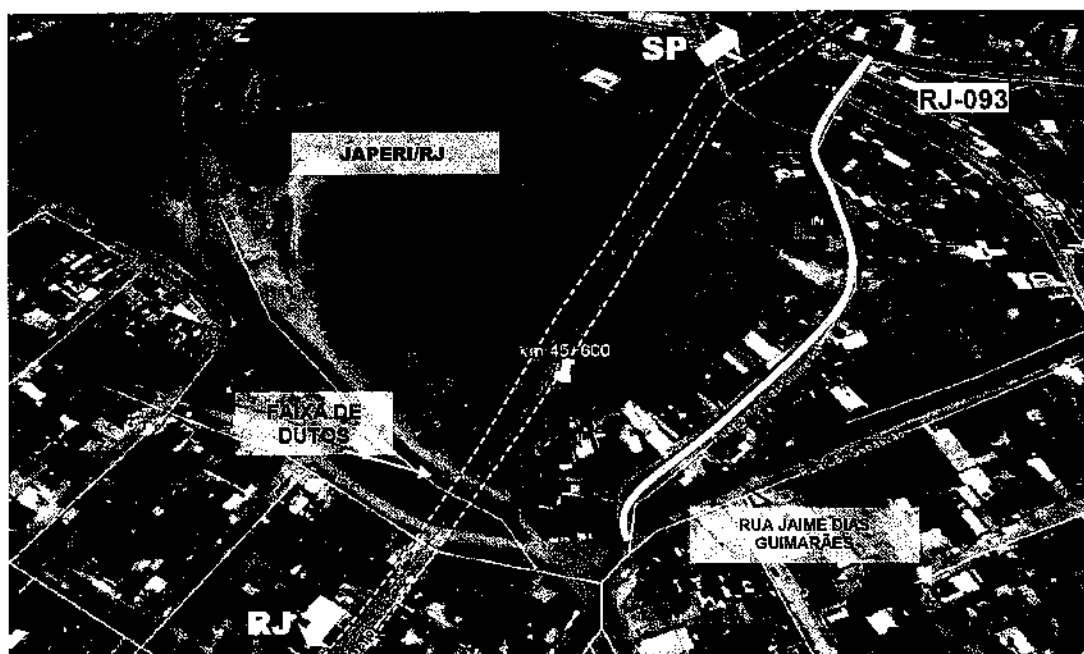 SP
RJ-093
JAPERI/RJ
km 45+600
FAIXA DE
DUTOS
RUA JAIME DIAS
GUIMARÃES
RJ